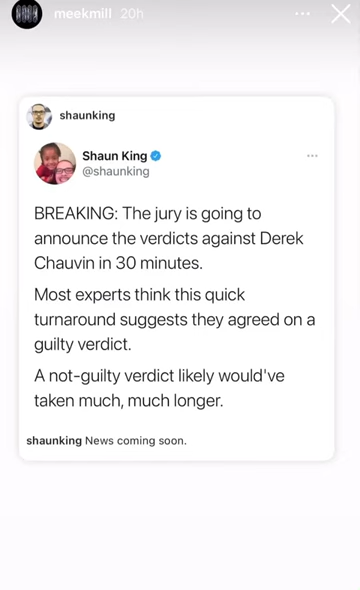 meekmill 20h
shaunking
Shaun King
@shaunking
BREAKING: The jury is going to
announce the verdicts against Derek
Chauvin in 30 minutes.
Most experts think this quick
turnaround suggests they agreed on a
guilty verdict.
A not-guilty verdict likely would've
taken much, much longer.
shaunking News coming soon.